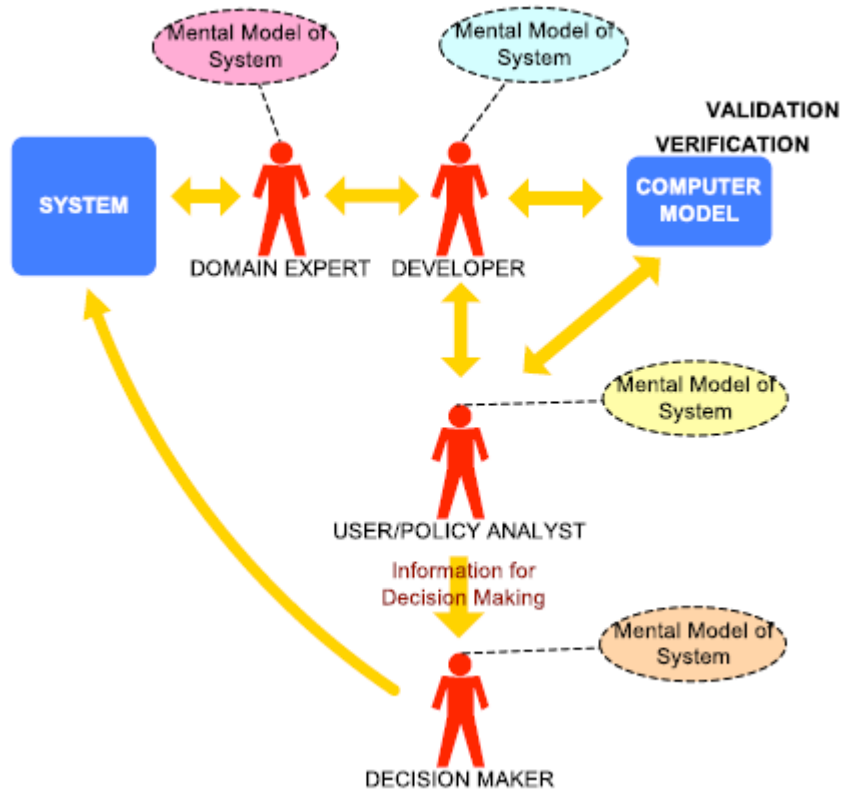 Mental Model of
System
Mental Model of
System
VALIDATION
VERIFICATION
SYSTEM
COMPUTER
MODEL
DOMAIN EXPERT
DEVELOPER
Mental Model of
System
USER/POLICY ANALYST
Information for
Decision Making
Mental Model of
System
DECISION MAKER